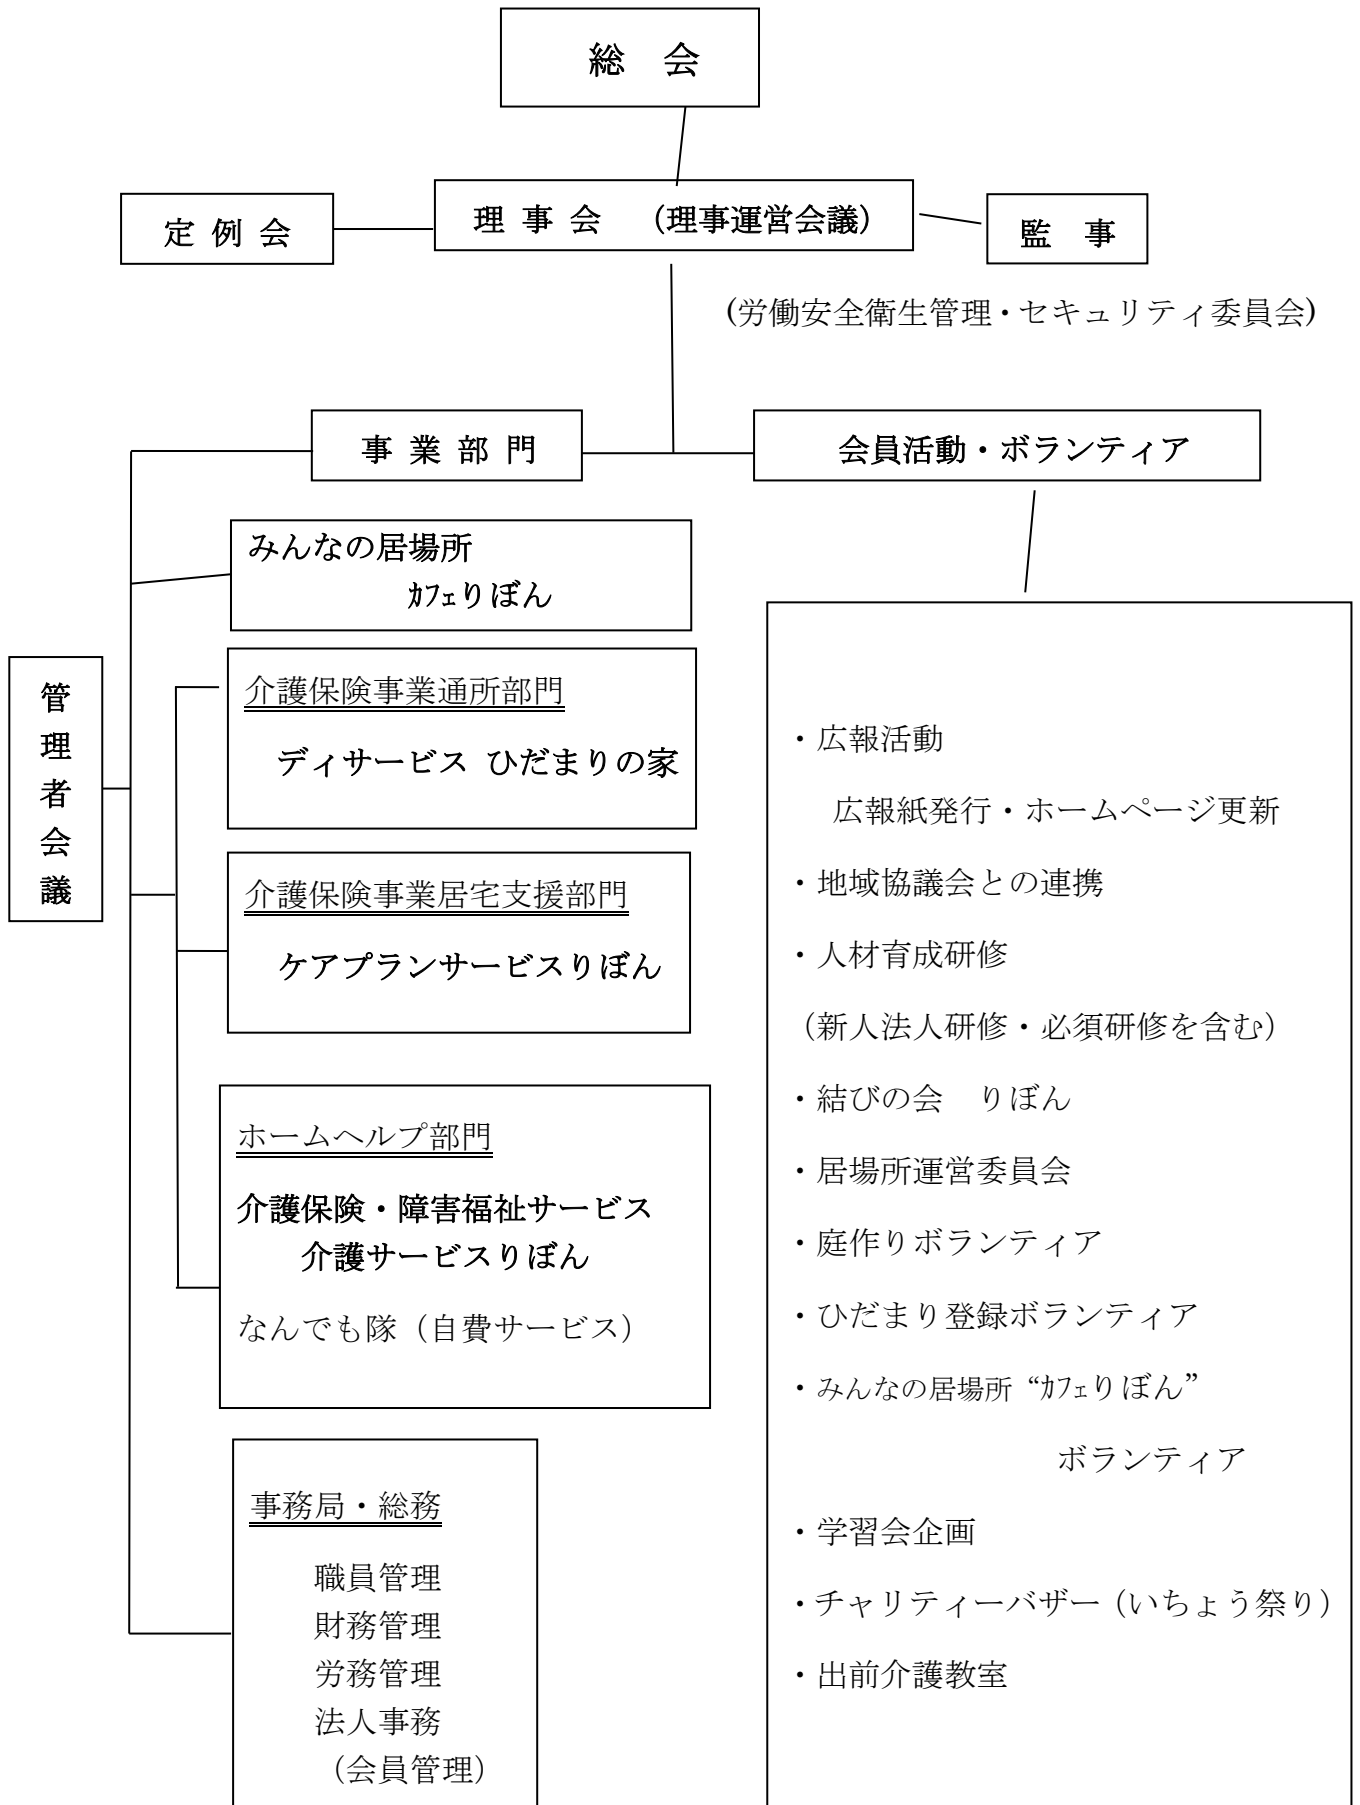 総　会
定 例 会
理 事 会　（理事運営会議）
監　事
(労働安全衛生管理・セキュリティ委員会)
事 業 部 門
会員活動・ボランティア
みんなの居場所
ｶﾌｪりぼん
管理者会議
介護保険事業通所部門
ディサービス ひだまりの家
介護保険事業居宅支援部門
ケアプランサービスりぼん
ホームヘルプ部門
介護保険・障害福祉サービス
介護サービスりぼん
なんでも隊（自費サービス）
事務局・総務
職員管理
財務管理
労務管理
法人事務
（会員管理）
・広報活動
広報紙発行・ホームページ更新
・地域協議会との連携
・人材育成研修
（新人法人研修・必須研修を含む）
・結びの会　りぼん
・居場所運営委員会
・庭作りボランティア
・ひだまり登録ボランティア
・みんなの居場所 “ｶﾌｪりぼん”
ボランティア
・学習会企画
・チャリティーバザー（いちょう祭り）
・出前介護教室